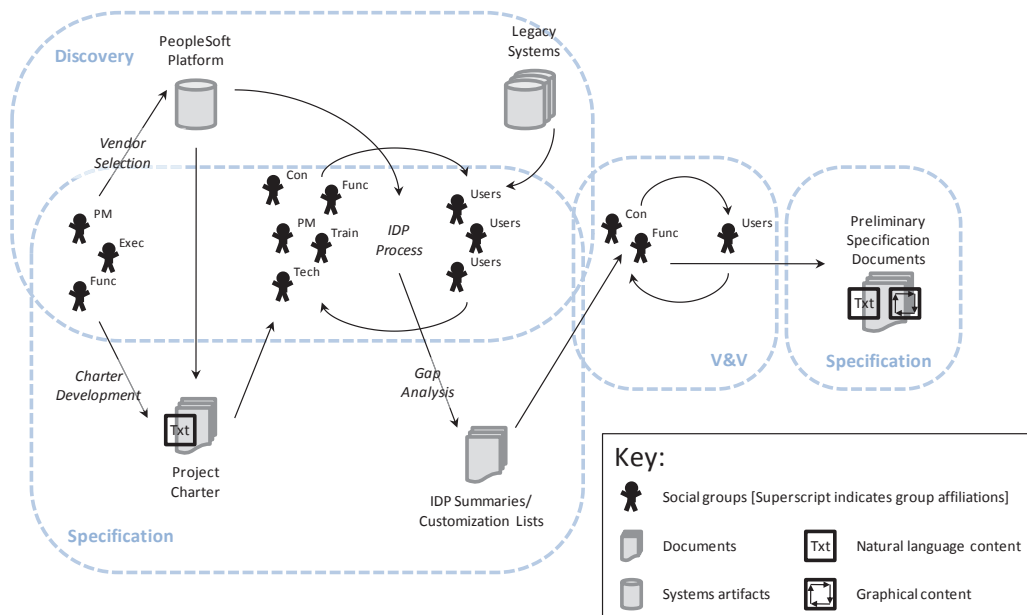 PeopleSoft
Platform
Legacy
Systems
Discovery
Vendor
Selection
Con
Func
PM
Train
Tech
IDP
Process
Users
Users
Users
PM
Exec
Func
Con
Func
Users
Preliminary
Specification
Documents
Txt
V&V
Specification
Charter
Development
Gap
Analysis
Txt
Project
Charter
IDP Summaries/
Customization Lists
Specification
Key:
Social groups [Superscript indicates group affiliations]
Documents
Txt
Natural language content
Systems artifacts
Graphical content